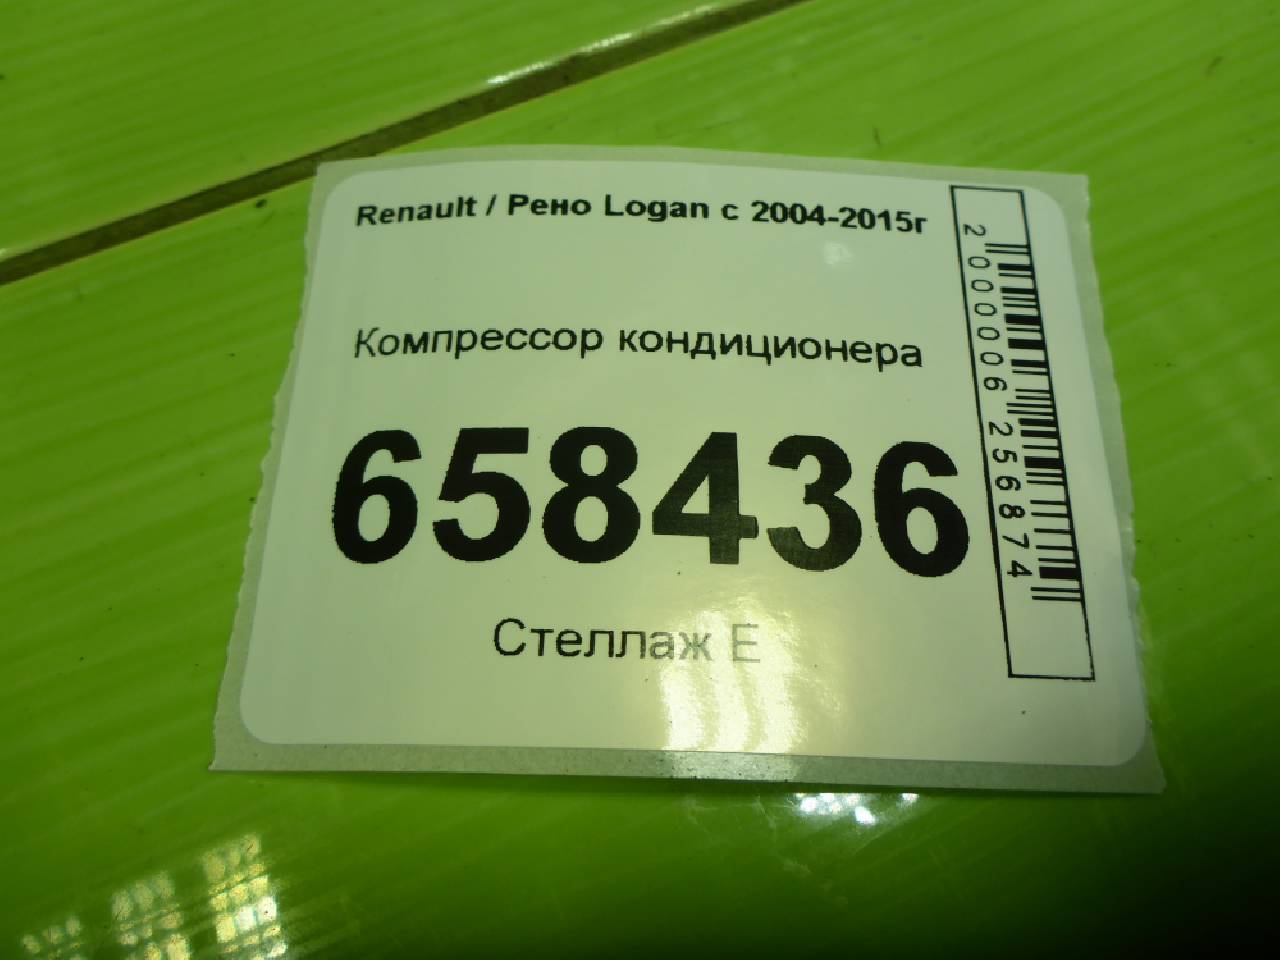 Renault / Рено Logan с 2004-2015г
Компрессор кондиционера
658436
Стеллаж Е
2000006256874